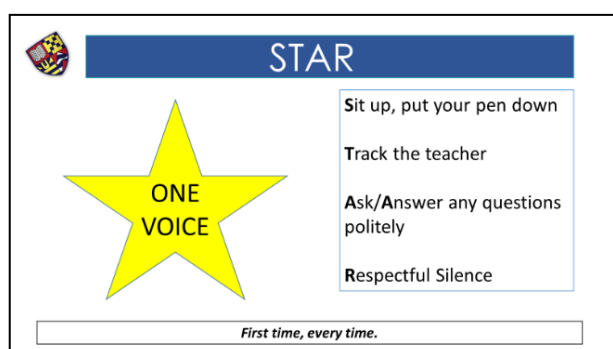 STAR
ONE
VOICE
Sit up, put your pen down
Track the teacher
Ask/Answer any questions
politely
Respectful Silence
First time, every time.